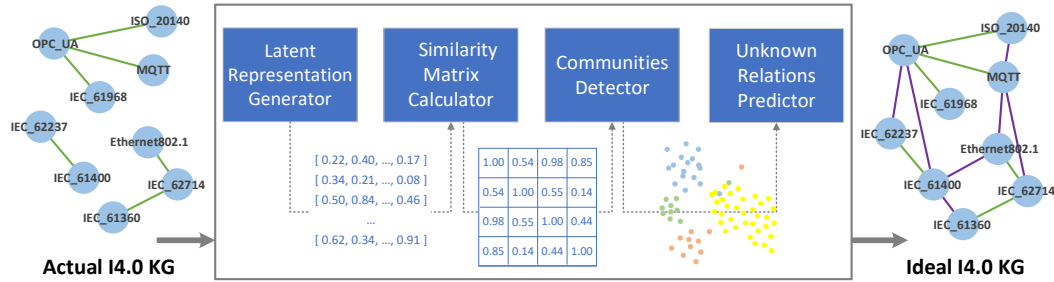 ISO_20140
OPC_UA
MQTT
IEC_61968
IEC_62237
Ethernet802.1
IEC_61400
IEC_62714
IEC_61360
Actual I4.0 KG
Latent
Representation
Generator
Similarity
Matrix
Calculator
Communities
Detector
Unknown
Relations
Predictor
[ 0.22, 0.40, ..., 0.17 ]
[ 0.34, 0.21, ..., 0.08 ]
[ 0.50, 0.84, ..., 0.46 ]
...
[ 0.62, 0.34, ..., 0.91 ]
1.00 0.54 0.98 0.85
0.54 1.00 0.55 0.14
0.98 0.55 1.00 0.44
0.85 0.14 0.44 1.00
ISO_20140
OPC_UA
MQTT
IEC_61968
IEC_62237
Ethernet802.1
IEC_61400
IEC_62714
IEC_61360
Ideal I4.0 KG